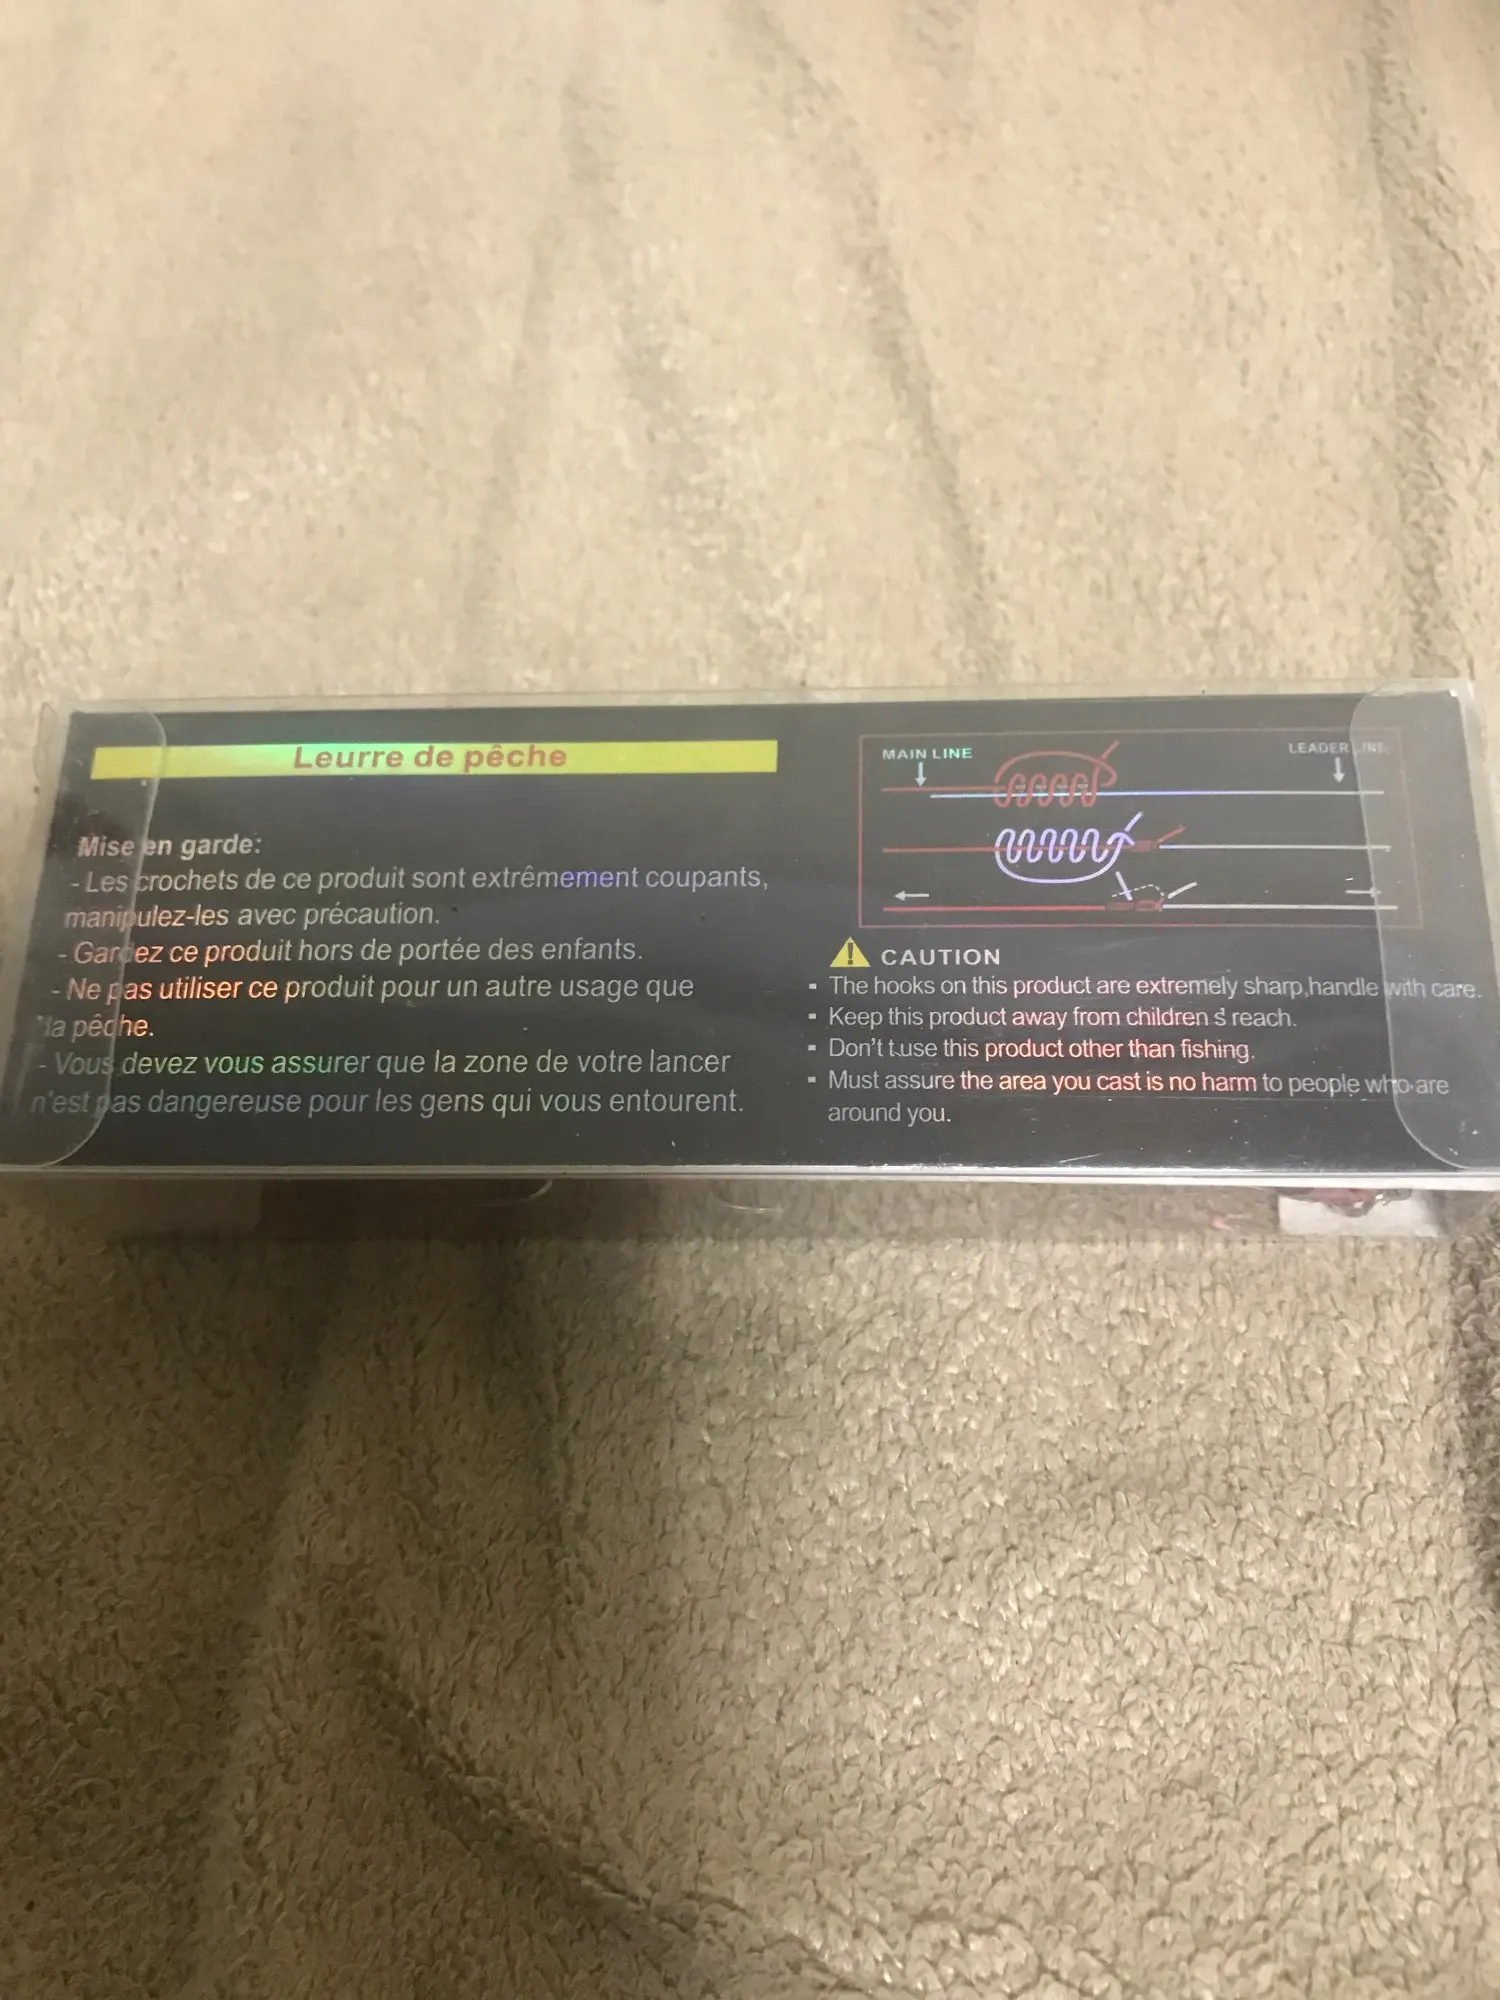 Leurre de pêche
Mise en garde:
- Les crochets de ce produit sont extrêmement coupants,
manipulez-les avec précaution.
- Gardez ce produit hors de portée des enfants.
- Ne pas utiliser ce produit pour un autre usage que
la pêche.
- Vous devez vous assurer que la zone de votre lancer
n'est pas dangereuse pour les gens qui vous entourent.
MAIN LINE
LEADER LINE
CAUTION
▪ The hooks on this product are extremely sharp,handle with care.
▪ Keep this product away from children s' reach.
▪ Don't use this product other than fishing.
▪ Must assure the area you cast is no harm to people who are
around you.